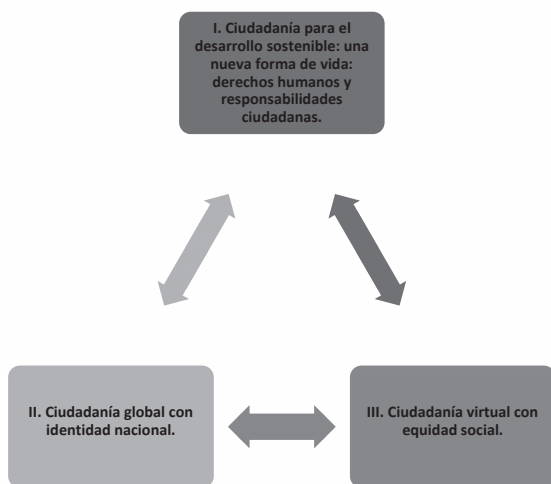 I. Ciudadanía para el
desarrollo sostenible: una
nueva forma de vida:
derechos humanos y
responsabilidades
ciudadanas.
II. Ciudadanía global con
identidad nacional.
III. Ciudadanía virtual con
equidad social.